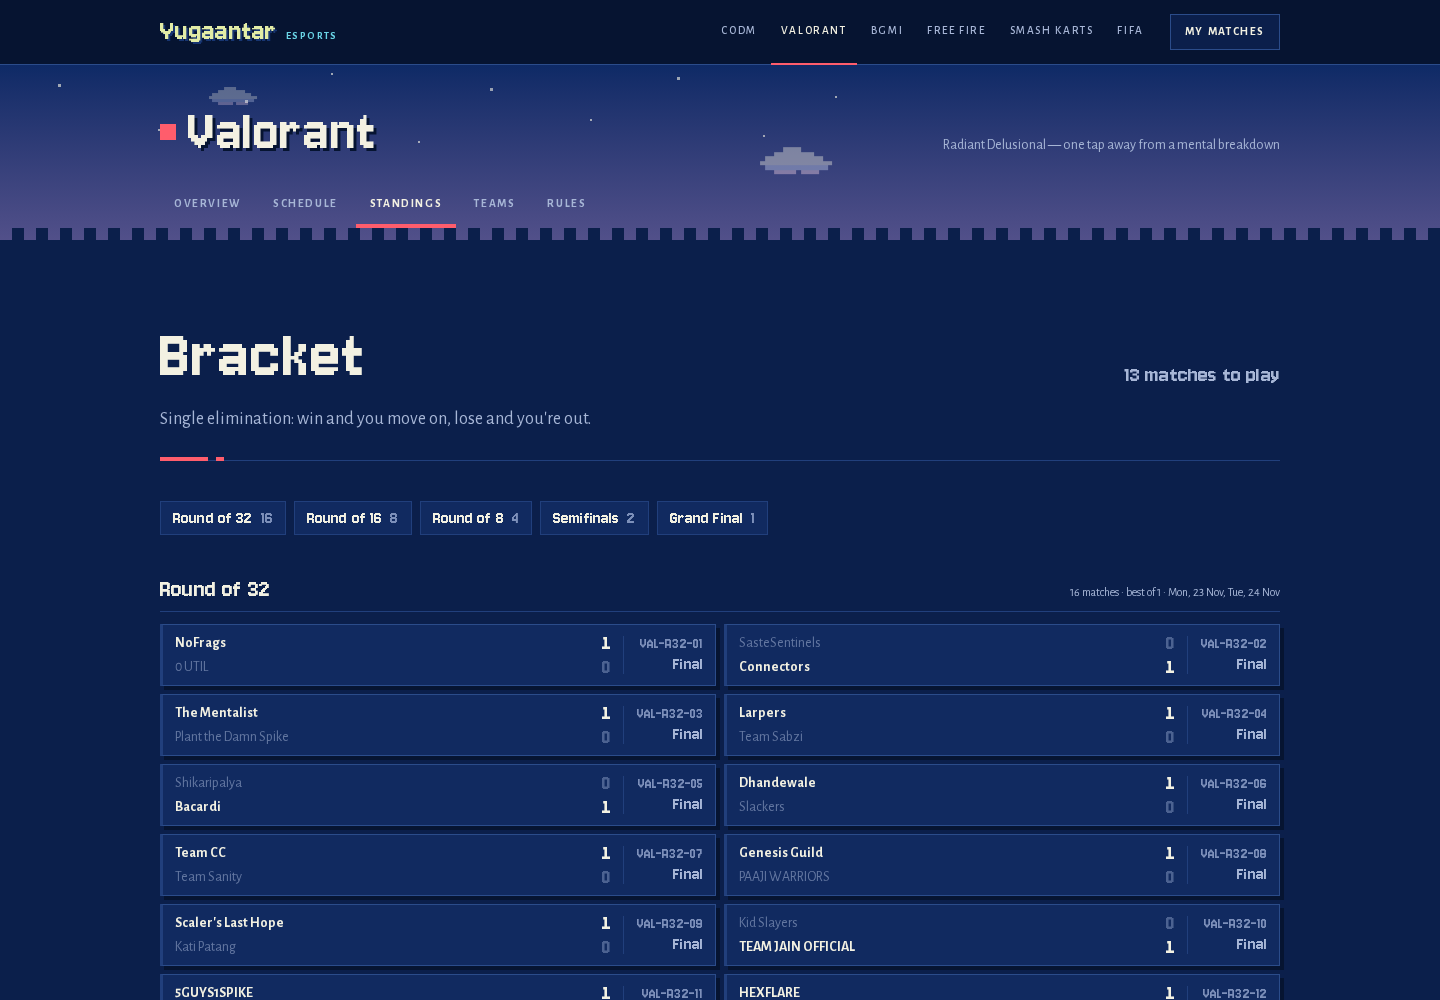 Yugaantar ESPORTS
CODM VALORANT BGMI FREE FIRE SMASH KARTS FIFA MY MATCHES
Valorant
Radiant Delusional — one tap away from a mental breakdown
OVERVIEW SCHEDULE STANDINGS TEAMS RULES
Bracket
13 matches to play
Single elimination: win and you move on, lose and you're out.
Round of 32 16 Round of 16 8 Round of 8 4 Semifinals 2 Grand Final 1
Round of 32
16 matches · best of 1 · Mon, 23 Nov, Tue, 24 Nov
NoFrags 1 VAL-R32-01
0 UTIL 0 Final
SasteSentinels 0 VAL-R32-02
Connectors 1 Final
The Mentalist 1 VAL-R32-03
Plant the Damn Spike 0 Final
Larpers 1 VAL-R32-04
Team Sabzi 0 Final
Shikaripalya 0 VAL-R32-05
Bacardi 1 Final
Dhandewale 1 VAL-R32-06
Slackers 0 Final
Team CC 1 VAL-R32-07
Team Sanity 0 Final
Genesis Guild 1 VAL-R32-08
PAAJI WARRIORS 0 Final
Scaler's Last Hope 1 VAL-R32-09
Kati Patang 0 Final
Kid Slayers 0 VAL-R32-10
TEAM JAIN OFFICIAL 1 Final
5GUYS1SPIKE 1 VAL-R32-11
HEXFLARE 1 VAL-R32-12